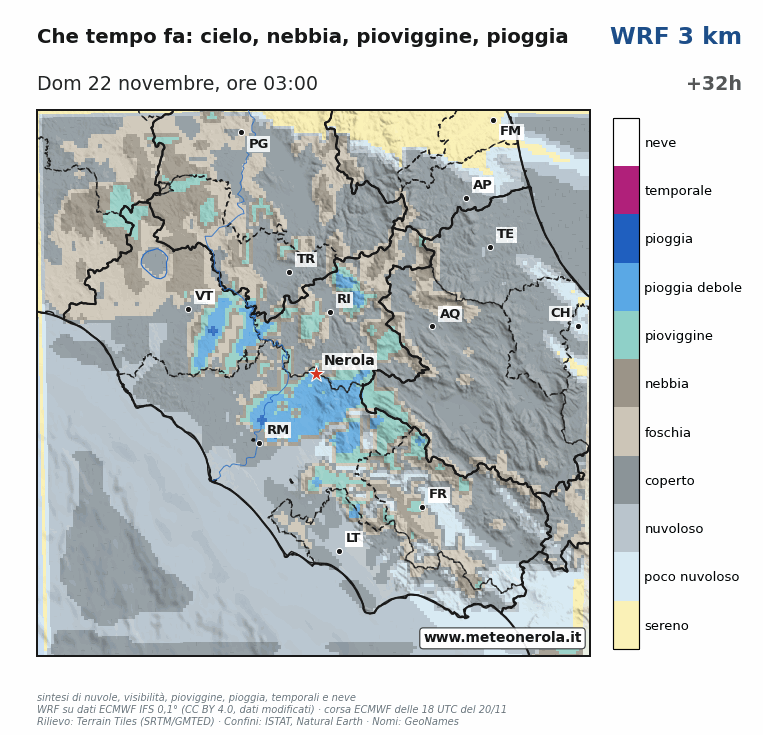 Che tempo fa: cielo, nebbia, pioviggine, pioggia
WRF 3 km
Dom 22 novembre, ore 03:00
+32h
FM
PG
AP
TE
TR
VT
RI
AQ
CH
Nerola
RM
FR
LT
www.meteonerola.it
neve
temporale
pioggia
pioggia debole
pioviggine
nebbia
foschia
coperto
nuvoloso
poco nuvoloso
sereno
sintesi di nuvole, visibilità, pioviggine, pioggia, temporali e neve
WRF su dati ECMWF IFS 0,1° (CC BY 4.0, dati modificati) · corsa ECMWF delle 18 UTC del 20/11
Rilievo: Terrain Tiles (SRTM/GMTED) · Confini: ISTAT, Natural Earth · Nomi: GeoNames